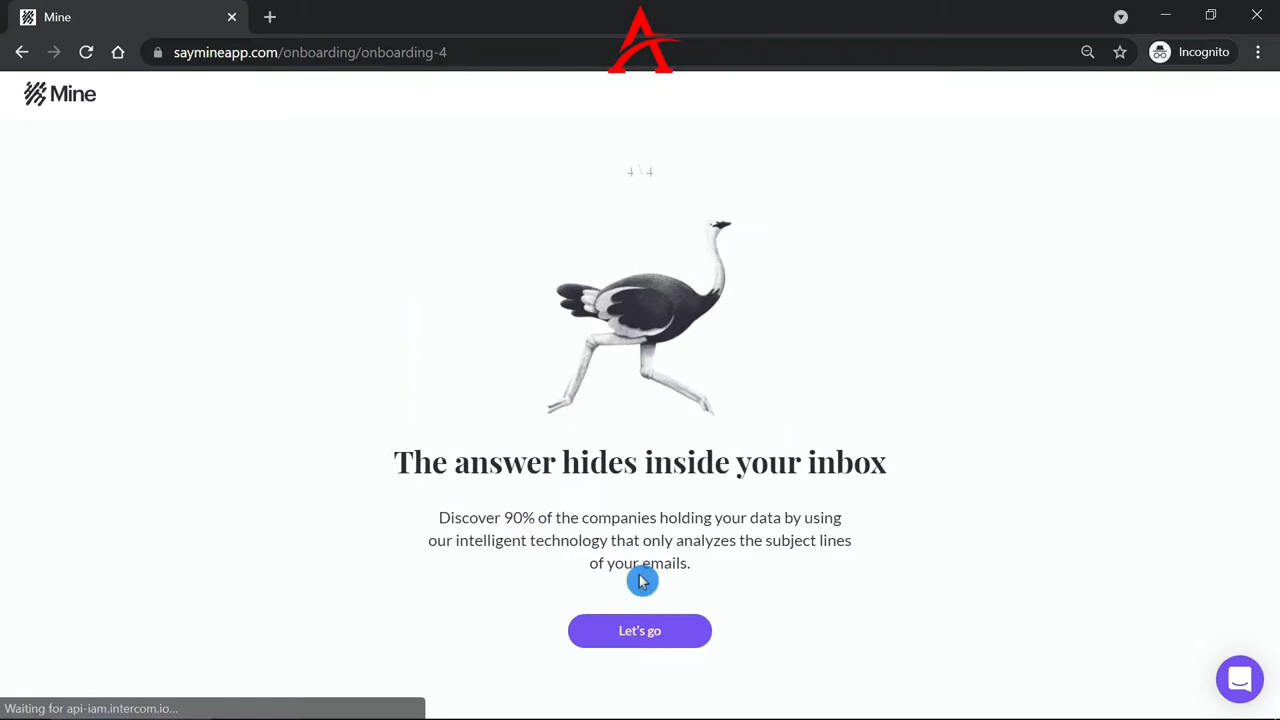 Mine
saymineapp.com/onboarding/onboarding-4
Incognito
Mine
4 \ 4
The answer hides inside your inbox
Discover 90% of the companies holding your data by using
our intelligent technology that only analyzes the subject lines
of your emails.
Let's go
Waiting for api-iam.intercom.io...